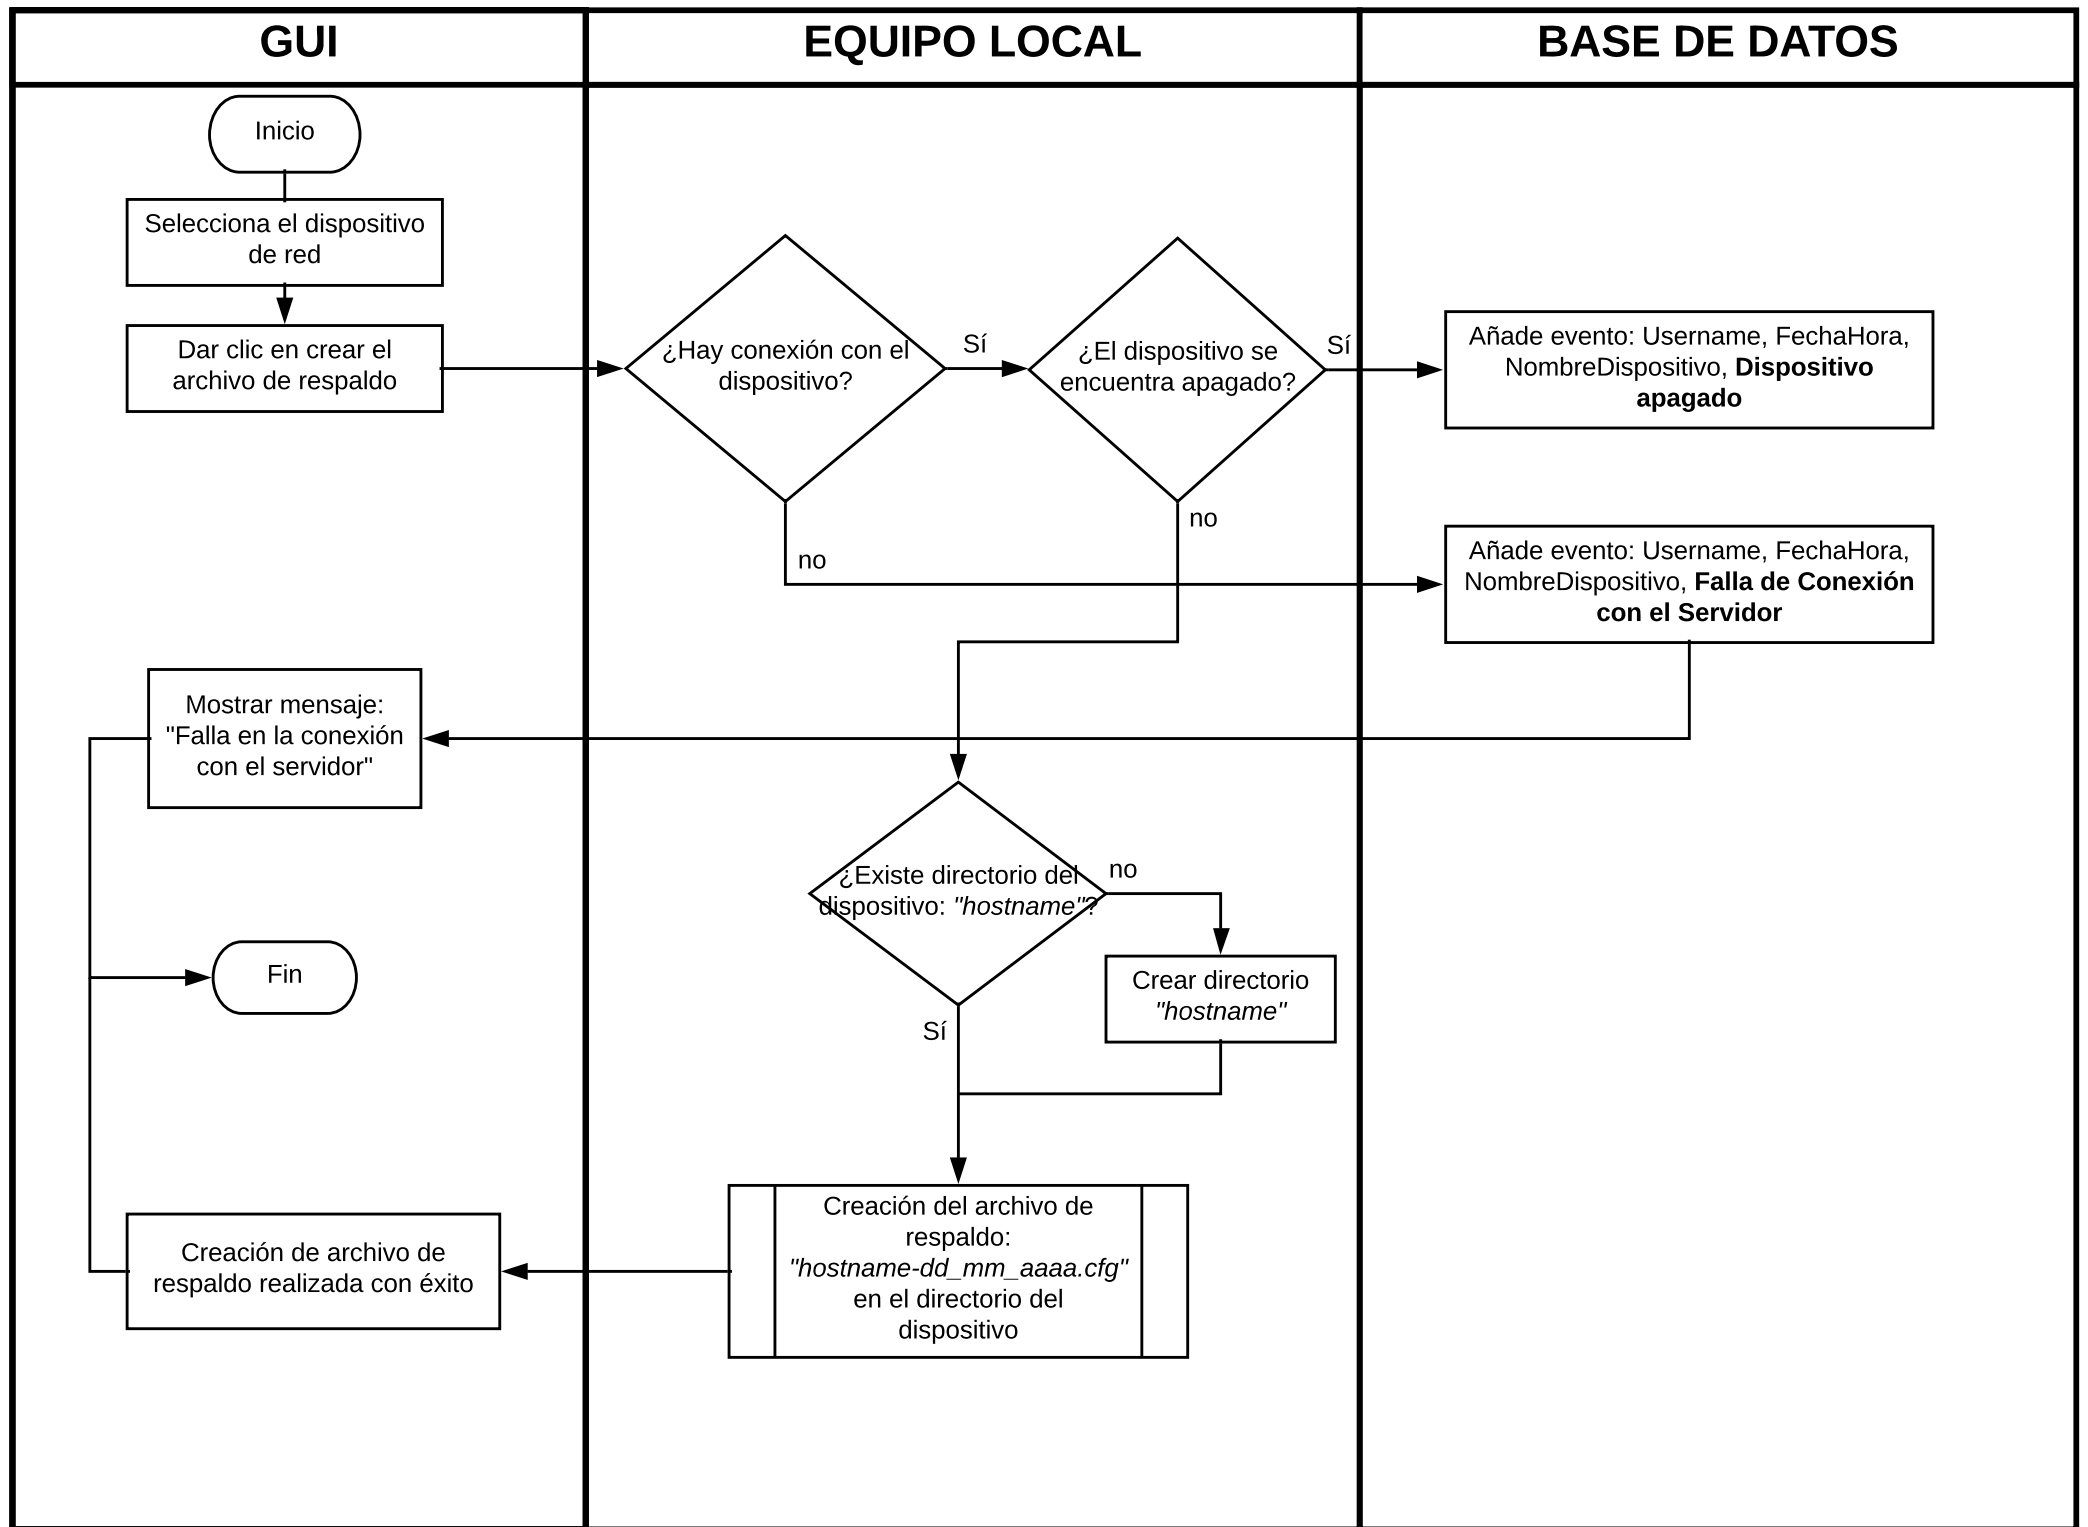 GUI
EQUIPO LOCAL
BASE DE DATOS
Inicio
Selecciona el dispositivo
de red
Dar clic en crear el
archivo de respaldo
¿Hay conexión con el
dispositivo?
Sí
¿El dispositivo se
encuentra apagado?
Sí
Añade evento: Username, FechaHora,
NombreDispositivo, Dispositivo
apagado
no
no
Añade evento: Username, FechaHora,
NombreDispositivo, Falla de Conexión
con el Servidor
Mostrar mensaje:
"Falla en la conexión
con el servidor"
¿Existe directorio del
dispositivo: "hostname"?
no
Fin
Crear directorio
"hostname"
Sí
Creación del archivo de
respaldo:
"hostname-dd_mm_aaaa.cfg"
en el directorio del
dispositivo
Creación de archivo de
respaldo realizada con éxito